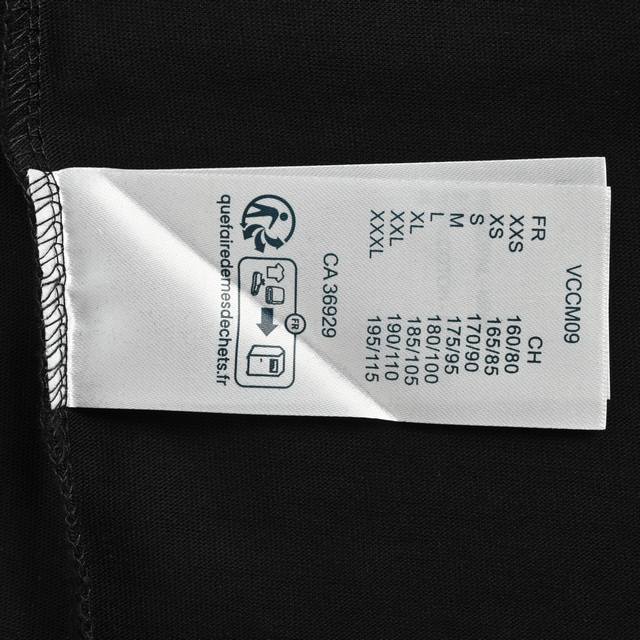 VCCM09
FR CH
XXS 160/80
XS 165/85
S 170/90
M 175/95
L 180/100
XL 185/105
XXL 190/110
XXXL 195/115
CA 36929
FR
quefairedemesdechets.fr